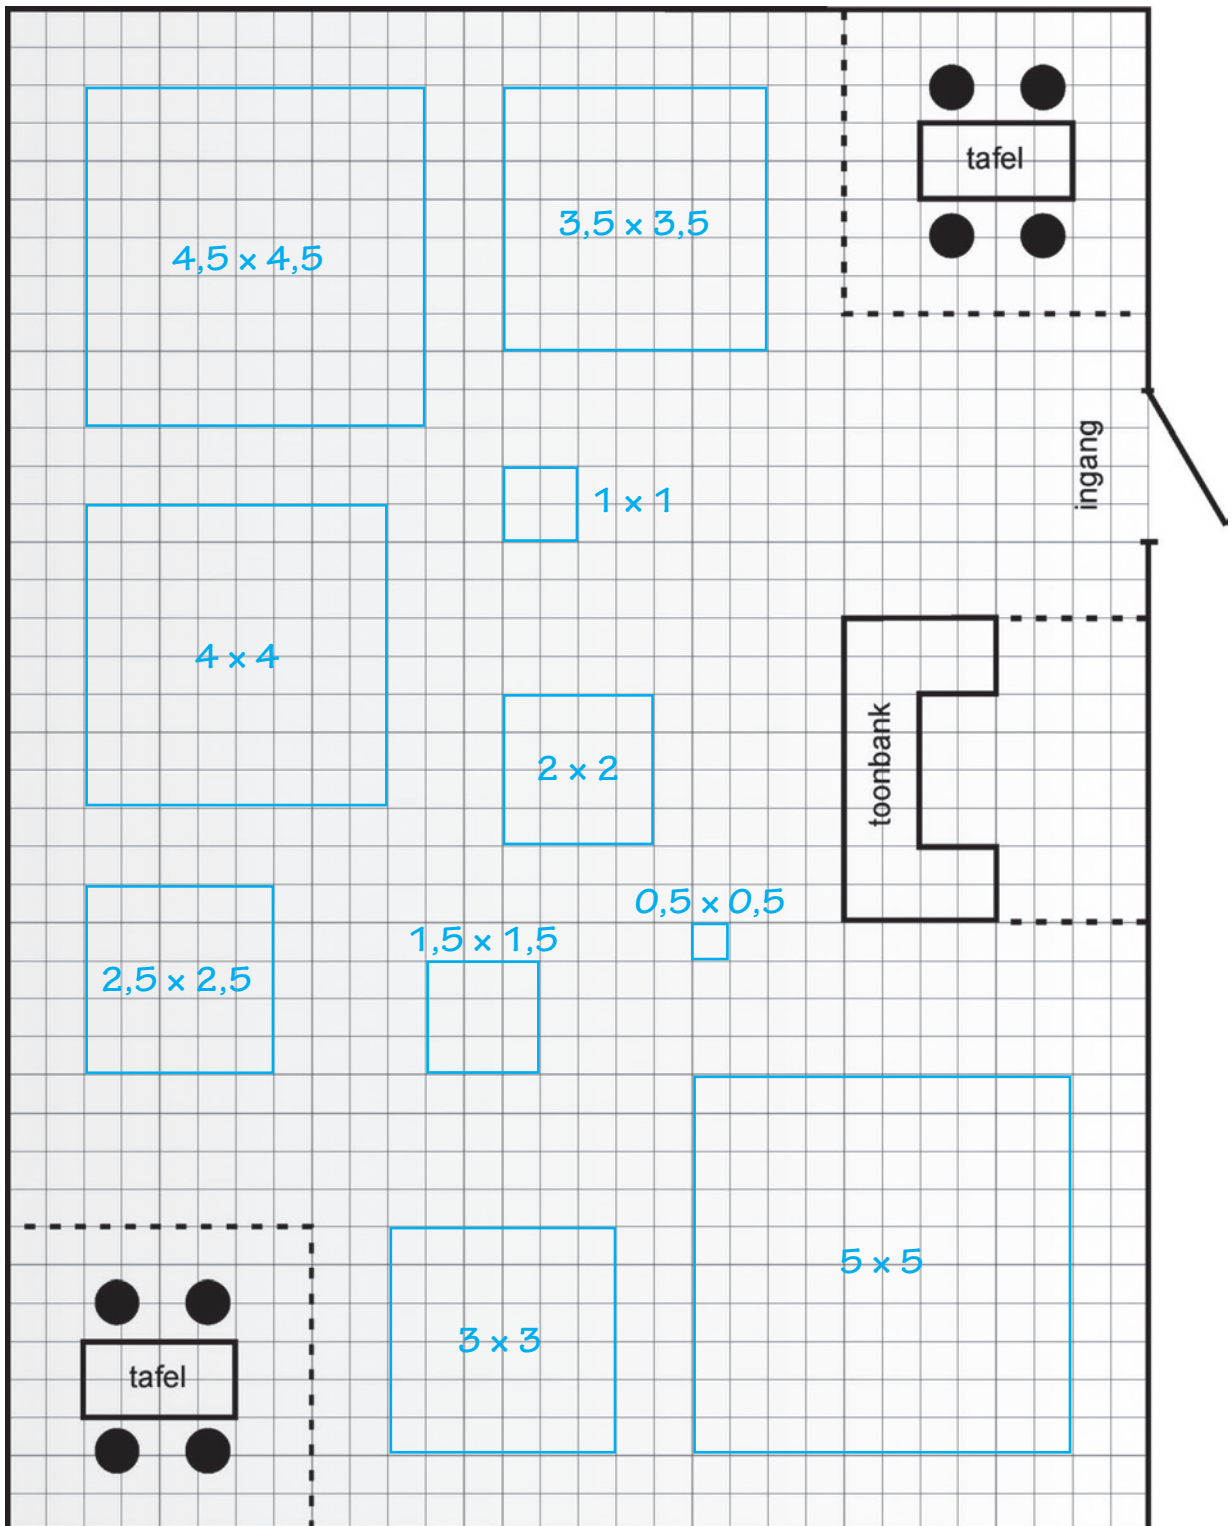 tafel
3,5 × 3,5
4,5 × 4,5
ingang
1 × 1
4 × 4
toonbank
2 × 2
0,5 × 0,5
1,5 × 1,5
2,5 × 2,5
5 × 5
3 × 3
tafel